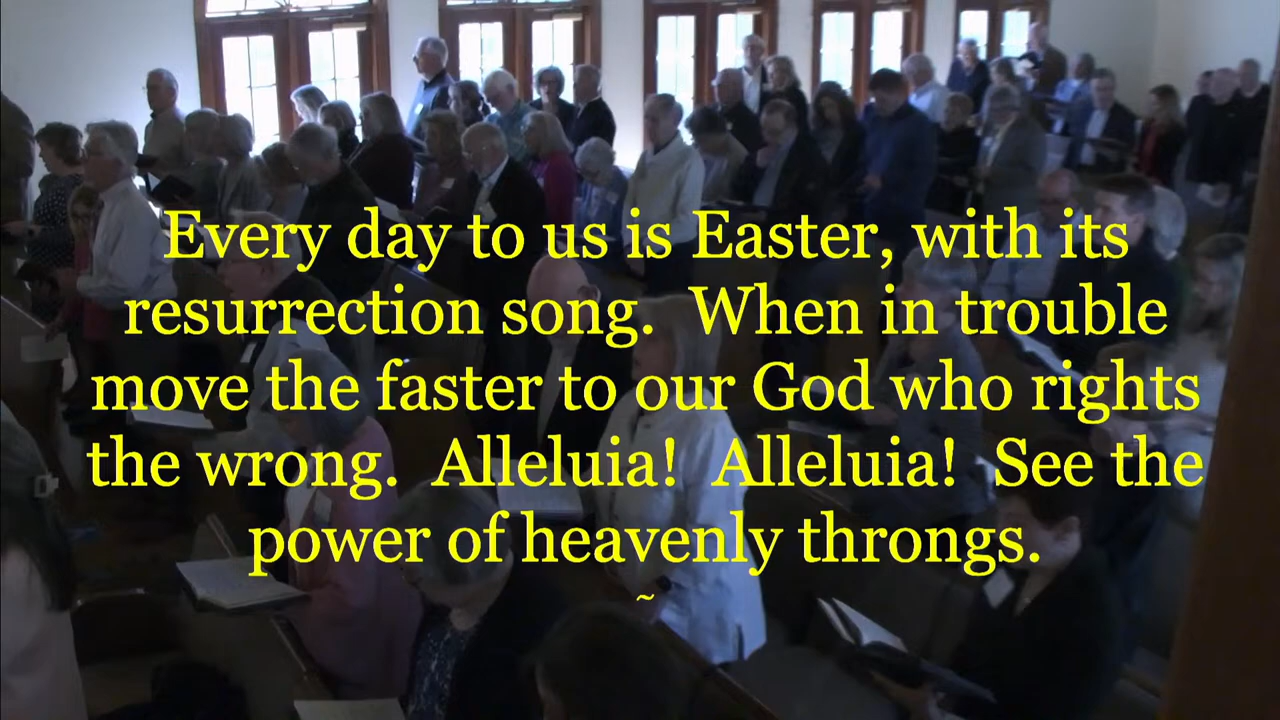 Every day to us is Easter, with its
resurrection song.  When in trouble
move the faster to our God who rights
the wrong.  Alleluia!  Alleluia!  See the
power of heavenly throngs.
~